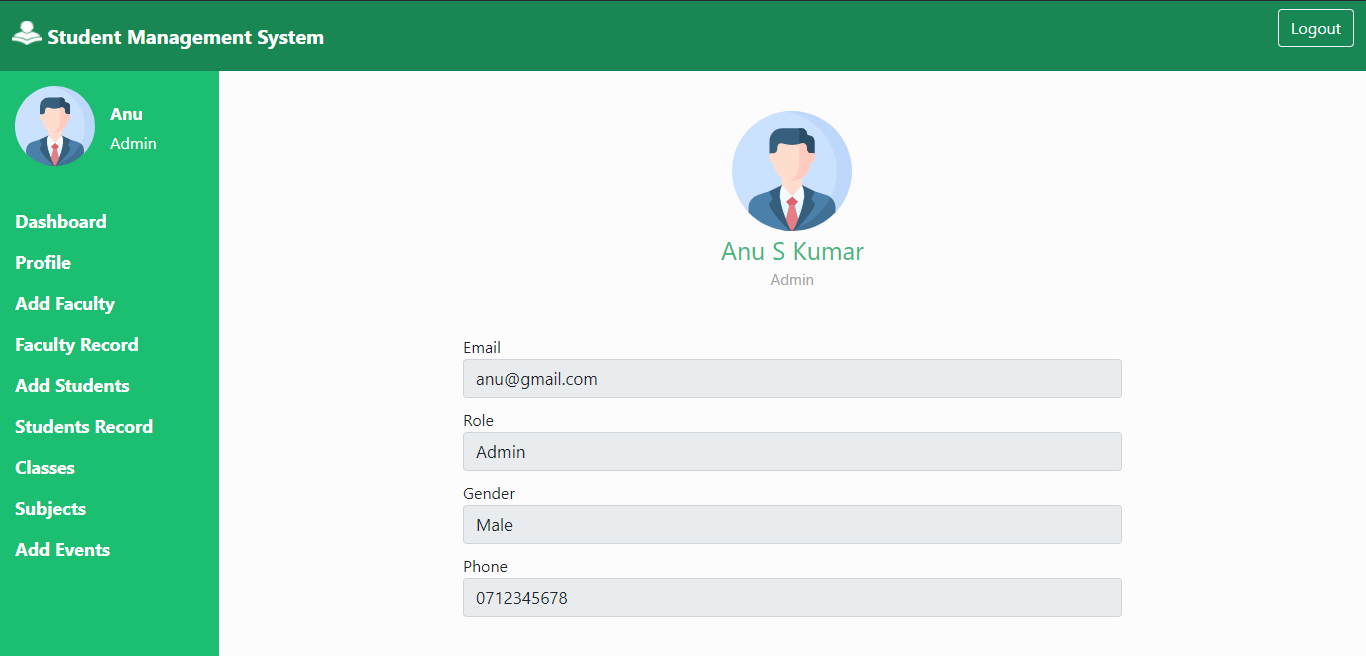 Student Management System
Logout
Anu
Admin
Dashboard
Profile
Add Faculty
Faculty Record
Add Students
Students Record
Classes
Subjects
Add Events
Anu S Kumar
Admin
Email
anu@gmail.com
Role
Admin
Gender
Male
Phone
0712345678